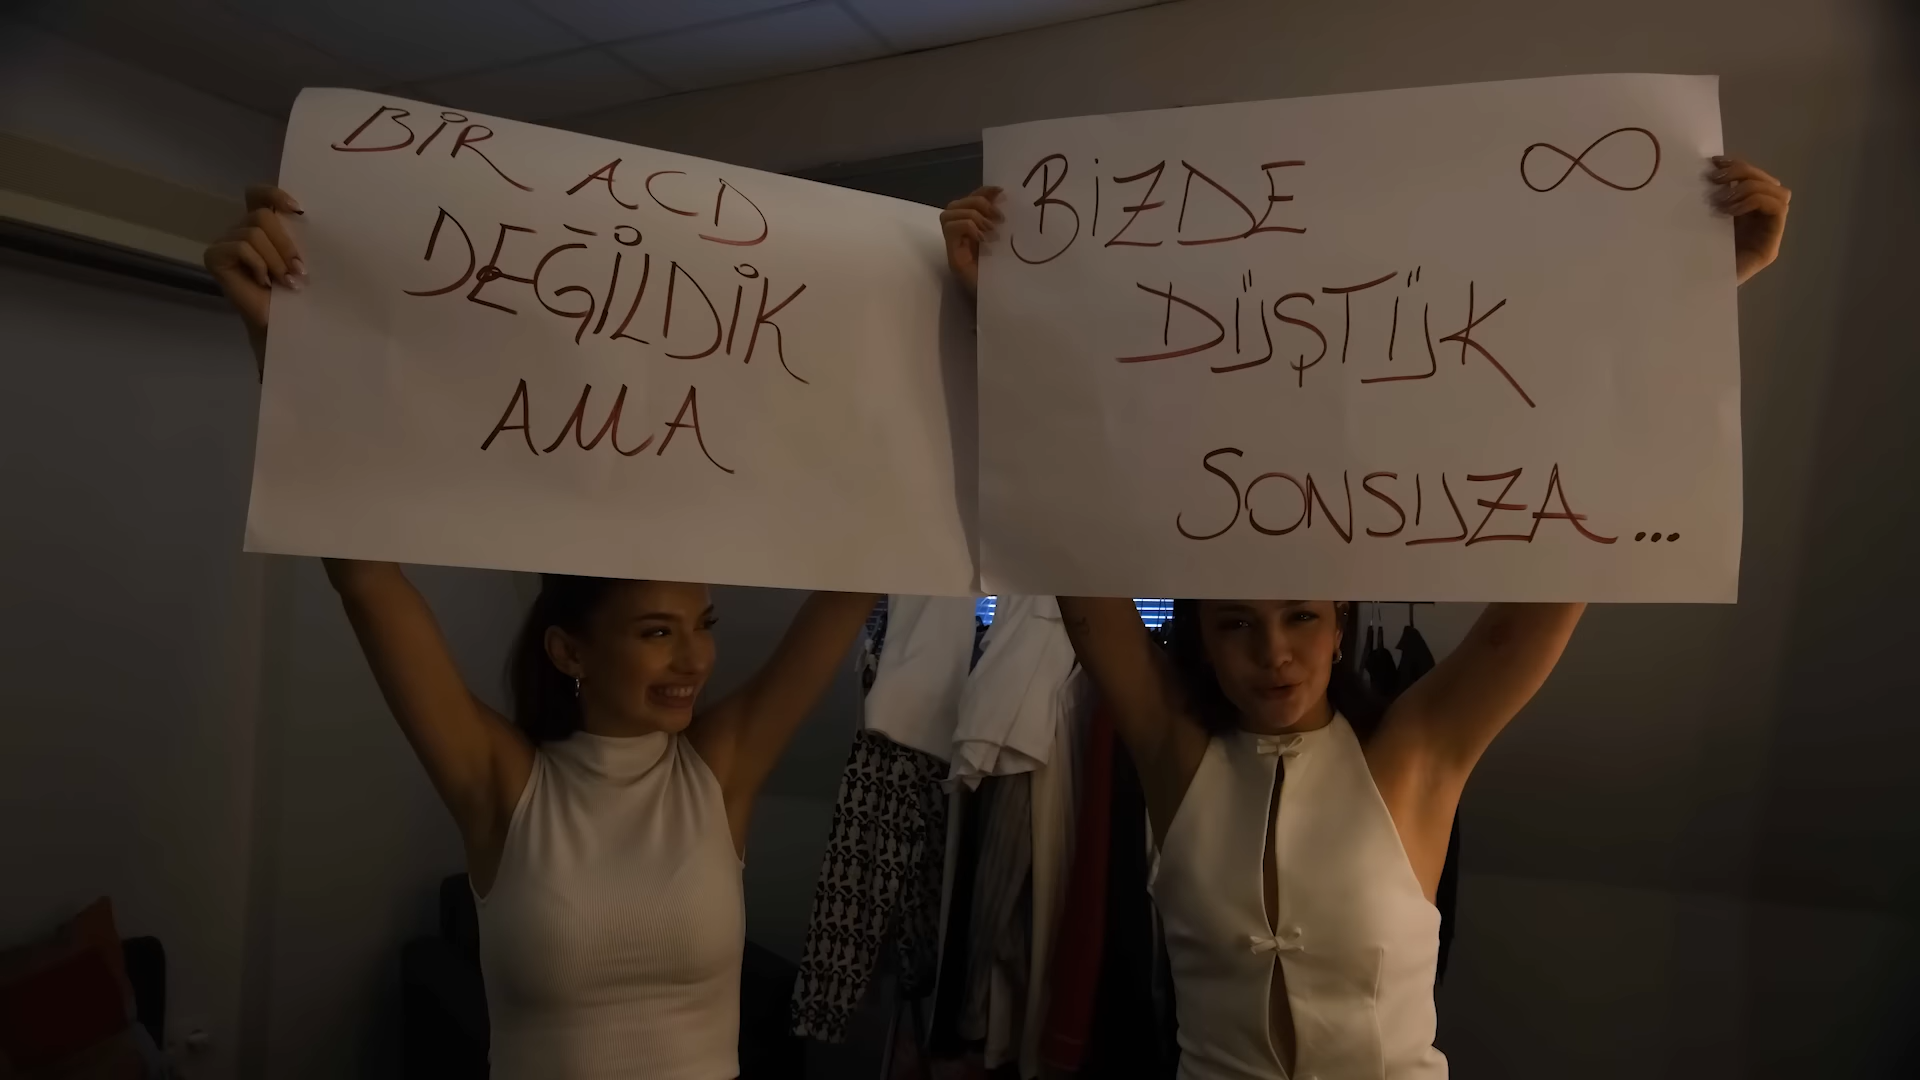 BİR ACD
DEĞİLDİK
AMA
BİZDE ∞
DÜŞTÜK
SONSUZA...